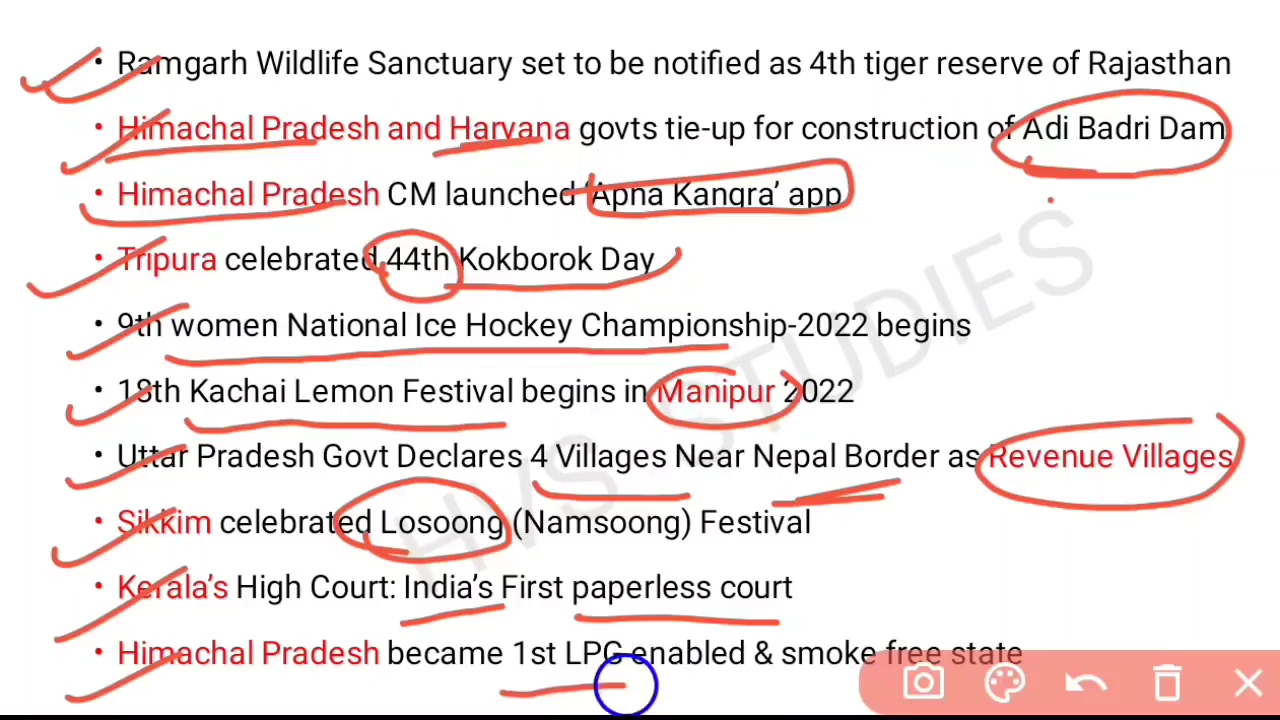 • Ramgarh Wildlife Sanctuary set to be notified as 4th tiger reserve of Rajasthan
• Himachal Pradesh and Haryana govts tie-up for construction of Adi Badri Dam
• Himachal Pradesh CM launched ‘Apna Kangra’ app
• Tripura celebrated 44th Kokborok Day
• 9th women National Ice Hockey Championship-2022 begins
• 18th Kachai Lemon Festival begins in Manipur 2022
• Uttar Pradesh Govt Declares 4 Villages Near Nepal Border as Revenue Villages
• Sikkim celebrated Losoong (Namsoong) Festival
• Kerala’s High Court: India’s First paperless court
• Himachal Pradesh became 1st LPG enabled & smoke free state
HVS STUDIES